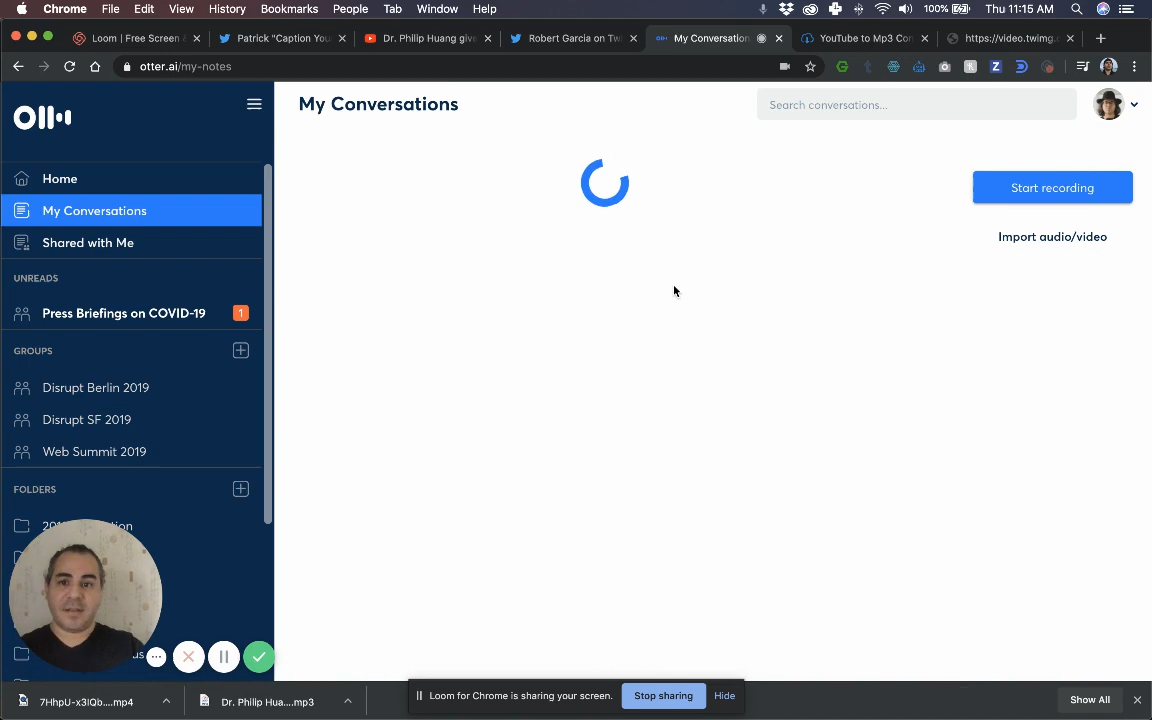 Chrome File Edit View History Bookmarks People Tab Window Help 100% Thu 11:15 AM
Loom | Free Screen & Patrick "Caption You Dr. Philip Huang giv Robert Garcia on Tw My Conversation YouTube to Mp3 Con https://video.twimg.c
otter.ai/my-notes
My Conversations
Search conversations...
Home
My Conversations
Shared with Me
Start recording
Import audio/video
UNREADS
Press Briefings on COVID-19 1
GROUPS
Disrupt Berlin 2019
Disrupt SF 2019
Web Summit 2019
FOLDERS
us
7HhpU-x3IQb....mp4
Dr. Philip Hua....mp3
Loom for Chrome is sharing your screen. Stop sharing Hide
Show All